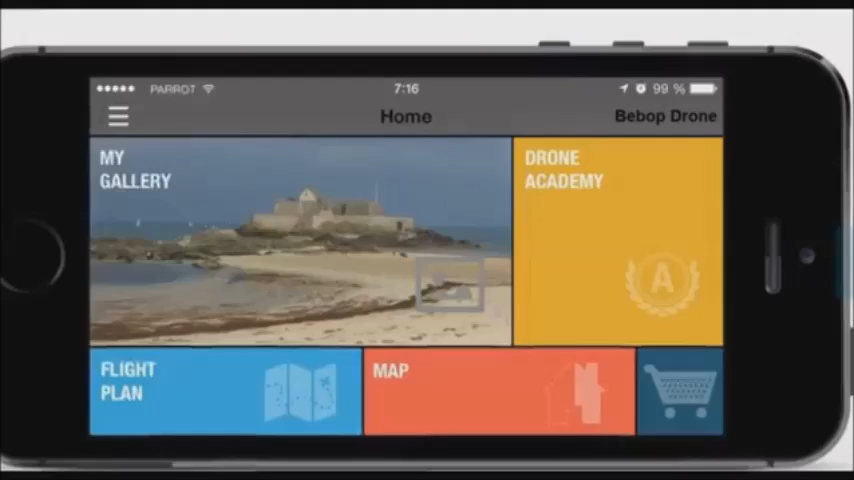 PARROT 7:16 99 %
Home Bebop Drone
MY
GALLERY
DRONE
ACADEMY
A
FLIGHT
PLAN
MAP